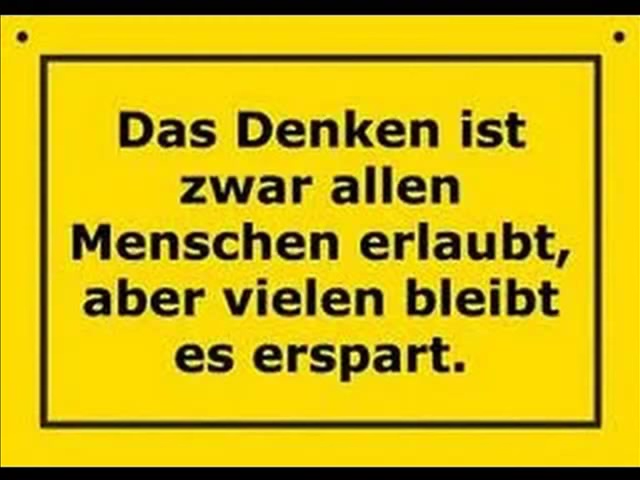 Das Denken ist
zwar allen
Menschen erlaubt,
aber vielen bleibt
es erspart.